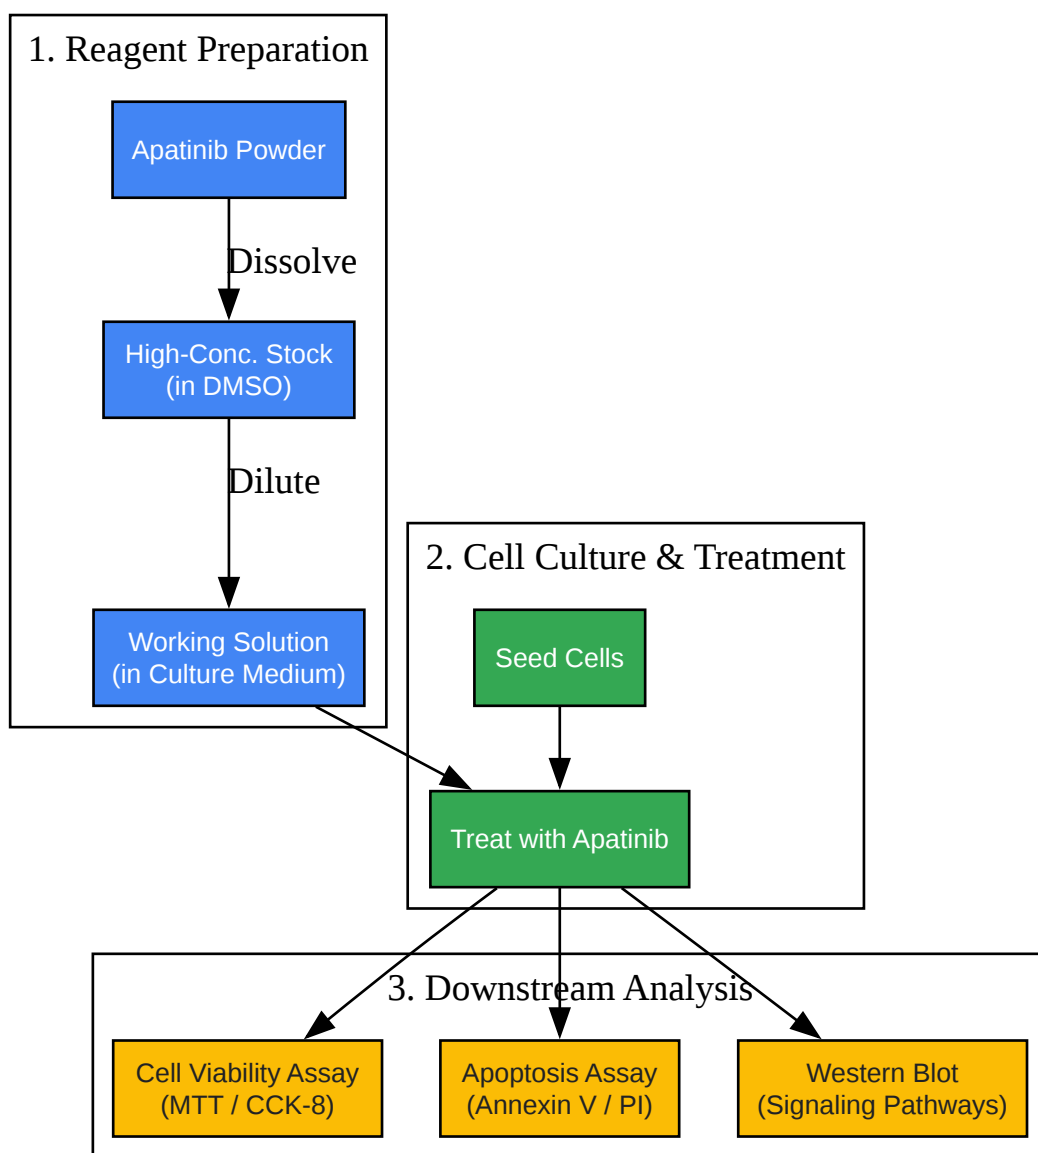 1. Reagent Preparation
Apatinib Powder
Dissolve
High-Conc. Stock
(in DMSO)
Dilute
Working Solution
(in Culture Medium)
2. Cell Culture & Treatment
Seed Cells
Treat with Apatinib
3. Downstream Analysis
Cell Viability Assay
(MTT / CCK-8)
Apoptosis Assay
(Annexin V / PI)
Western Blot
(Signaling Pathways)